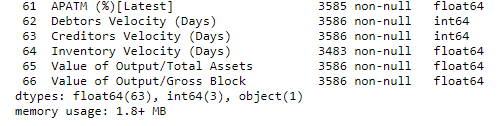 61  APATM (%)[Latest]  3585 non-null  float64
62  Debtors Velocity (Days)  3586 non-null  int64
63  Creditors Velocity (Days)  3586 non-null  int64
64  Inventory Velocity (Days)  3483 non-null  float64
65  Value of Output/Total Assets  3586 non-null  float64
66  Value of Output/Gross Block  3586 non-null  float64
dtypes: float64(63), int64(3), object(1)
memory usage: 1.8+ MB